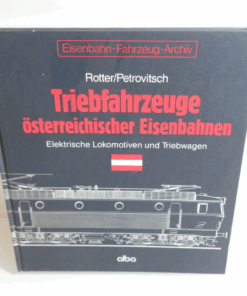 Eisenbahn-Fahrzeug-Archiv
Rotter/Petrovitsch
Triebfahrzeuge
österreichischer Eisenbahnen
Elektrische Lokomotiven und Triebwagen
alba